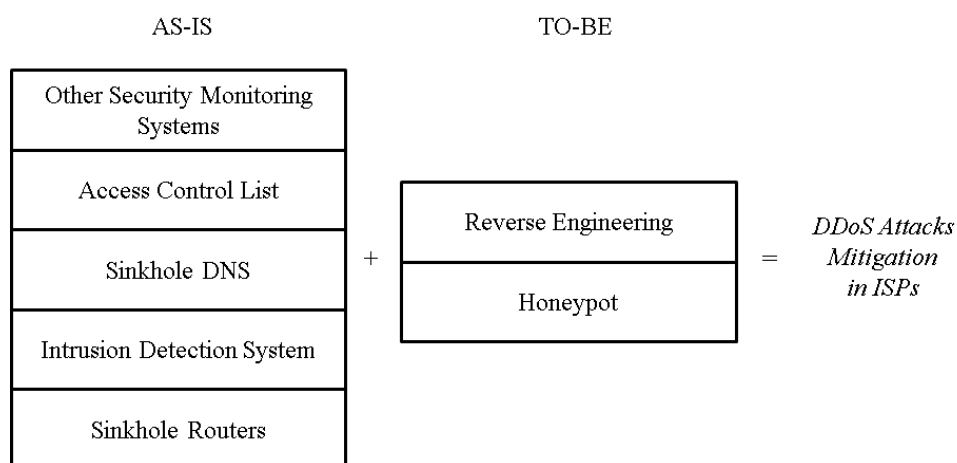 AS-IS
TO-BE
Other Security Monitoring
Systems
Access Control List
Sinkhole DNS
Intrusion Detection System
Sinkhole Routers
+
Reverse Engineering
Honeypot
=
DDoS Attacks
Mitigation
in ISPs